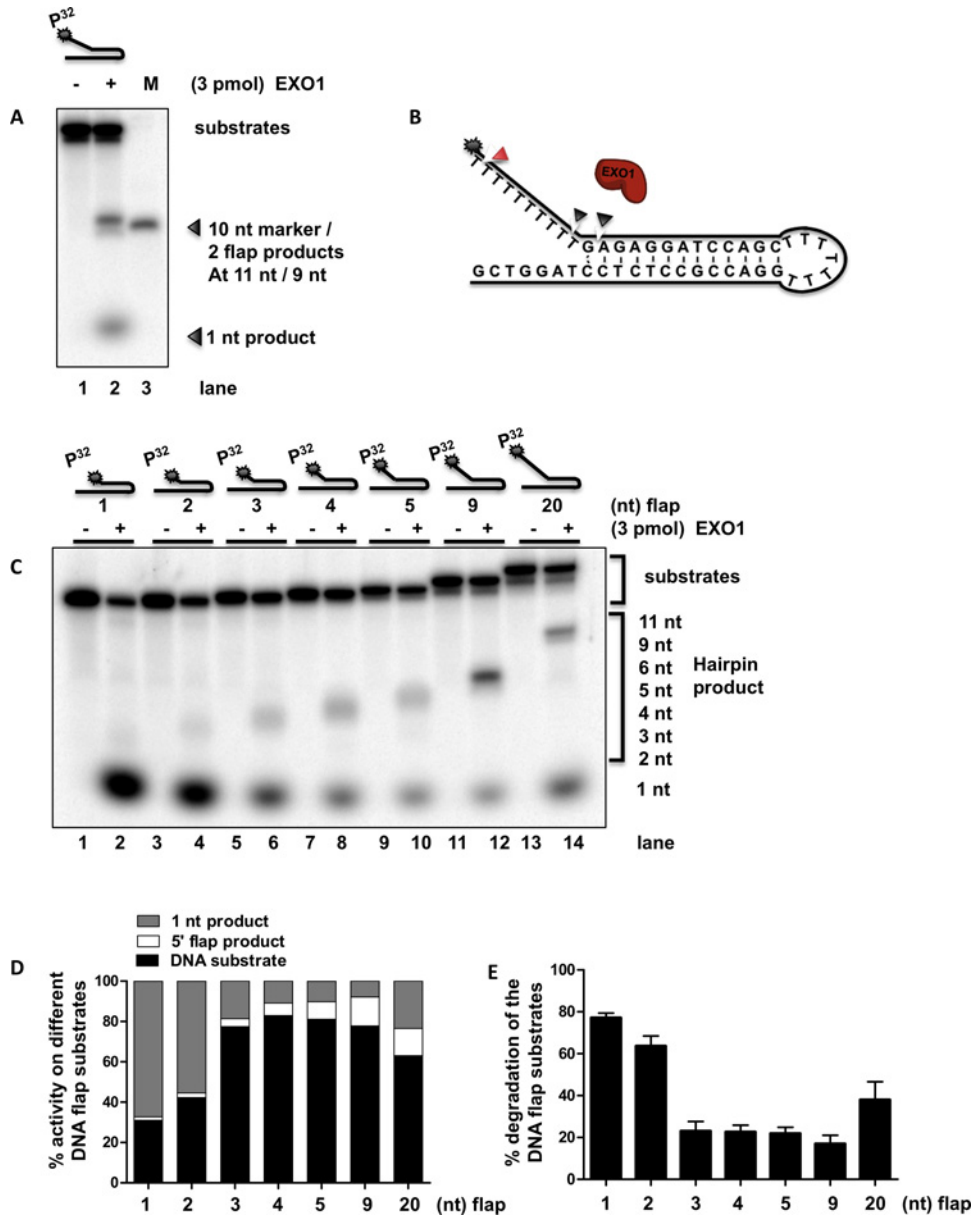 P32
- + M (3 pmol) EXO1
A
substrates
10 nt marker /
2 flap products
At 11 nt / 9 nt
1 nt product
1 2 3 lane
B
EXO1
TTTTTTTTTT
GAGAGGATCCAGC
TTTTTTT
GCTGGATCCTCTCCGCCAGG
P32 P32 P32 P32 P32 P32 P32
1 2 3 4 5 9 20 (nt) flap
- + - + - + - + - + - + - + (3 pmol) EXO1
C
substrates
11 nt
9 nt
6 nt
5 nt
4 nt
3 nt
2 nt
Hairpin
product
1 nt
1 2 3 4 5 6 7 8 9 10 11 12 13 14 lane
D
1 nt product
5' flap product
DNA substrate
% activity on different
DNA flap substrates
100
80
60
40
20
0
1 2 3 4 5 9 20 (nt) flap
E
% degradation of the
DNA flap substrates
100
80
60
40
20
0
1 2 3 4 5 9 20 (nt) flap